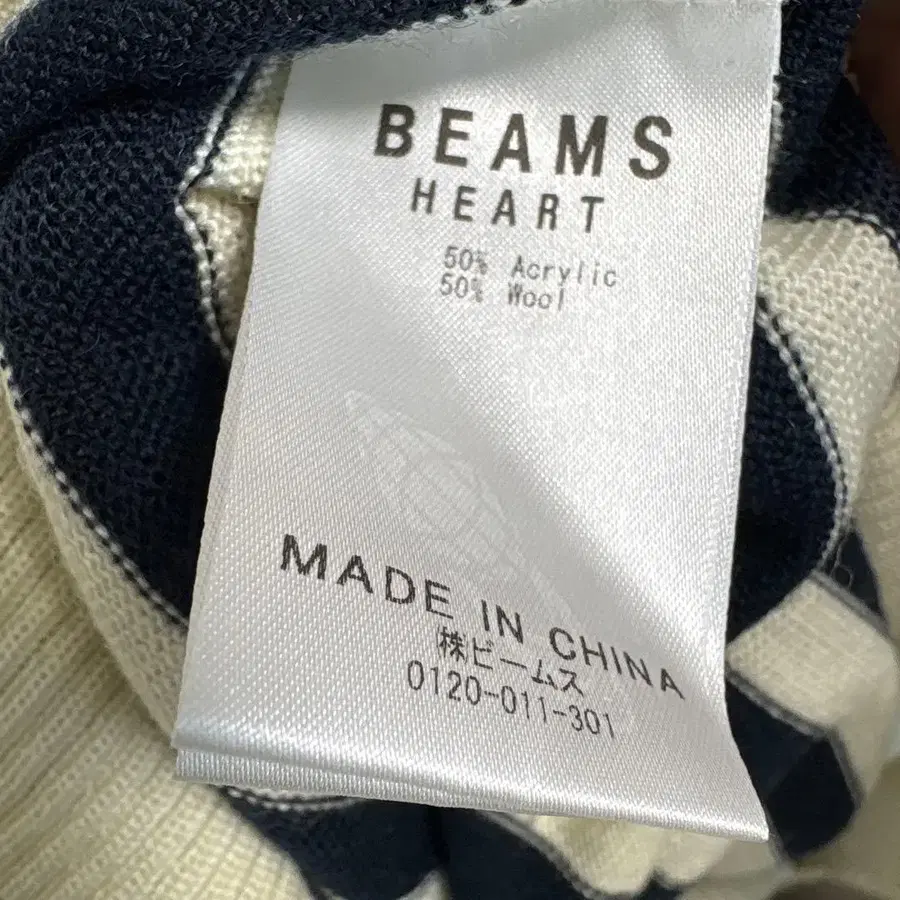 BEAMS
HEART
50% Acrylic
50% Wool
MADE IN CHINA
㈱ビームス
0120-011-301